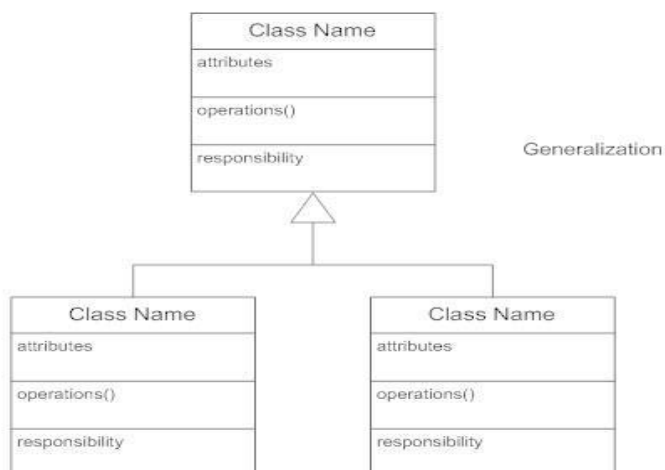 Class Name
attributes
operations()
responsibility
Generalization
Class Name
attributes
operations()
responsibility
Class Name
attributes
operations()
responsibility